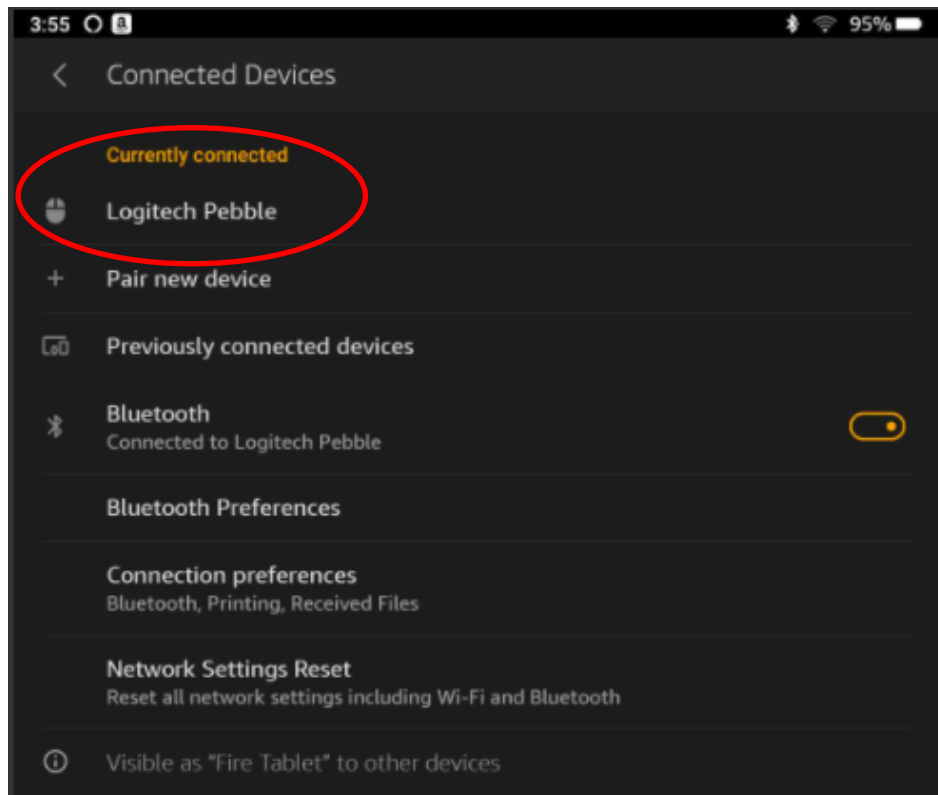 3:55 a 95%
Connected Devices
Currently connected
Logitech Pebble
Pair new device
Previously connected devices
Bluetooth
Connected to Logitech Pebble
Bluetooth Preferences
Connection preferences
Bluetooth, Printing, Received Files
Network Settings Reset
Reset all network settings including Wi-Fi and Bluetooth
Visible as "Fire Tablet" to other devices